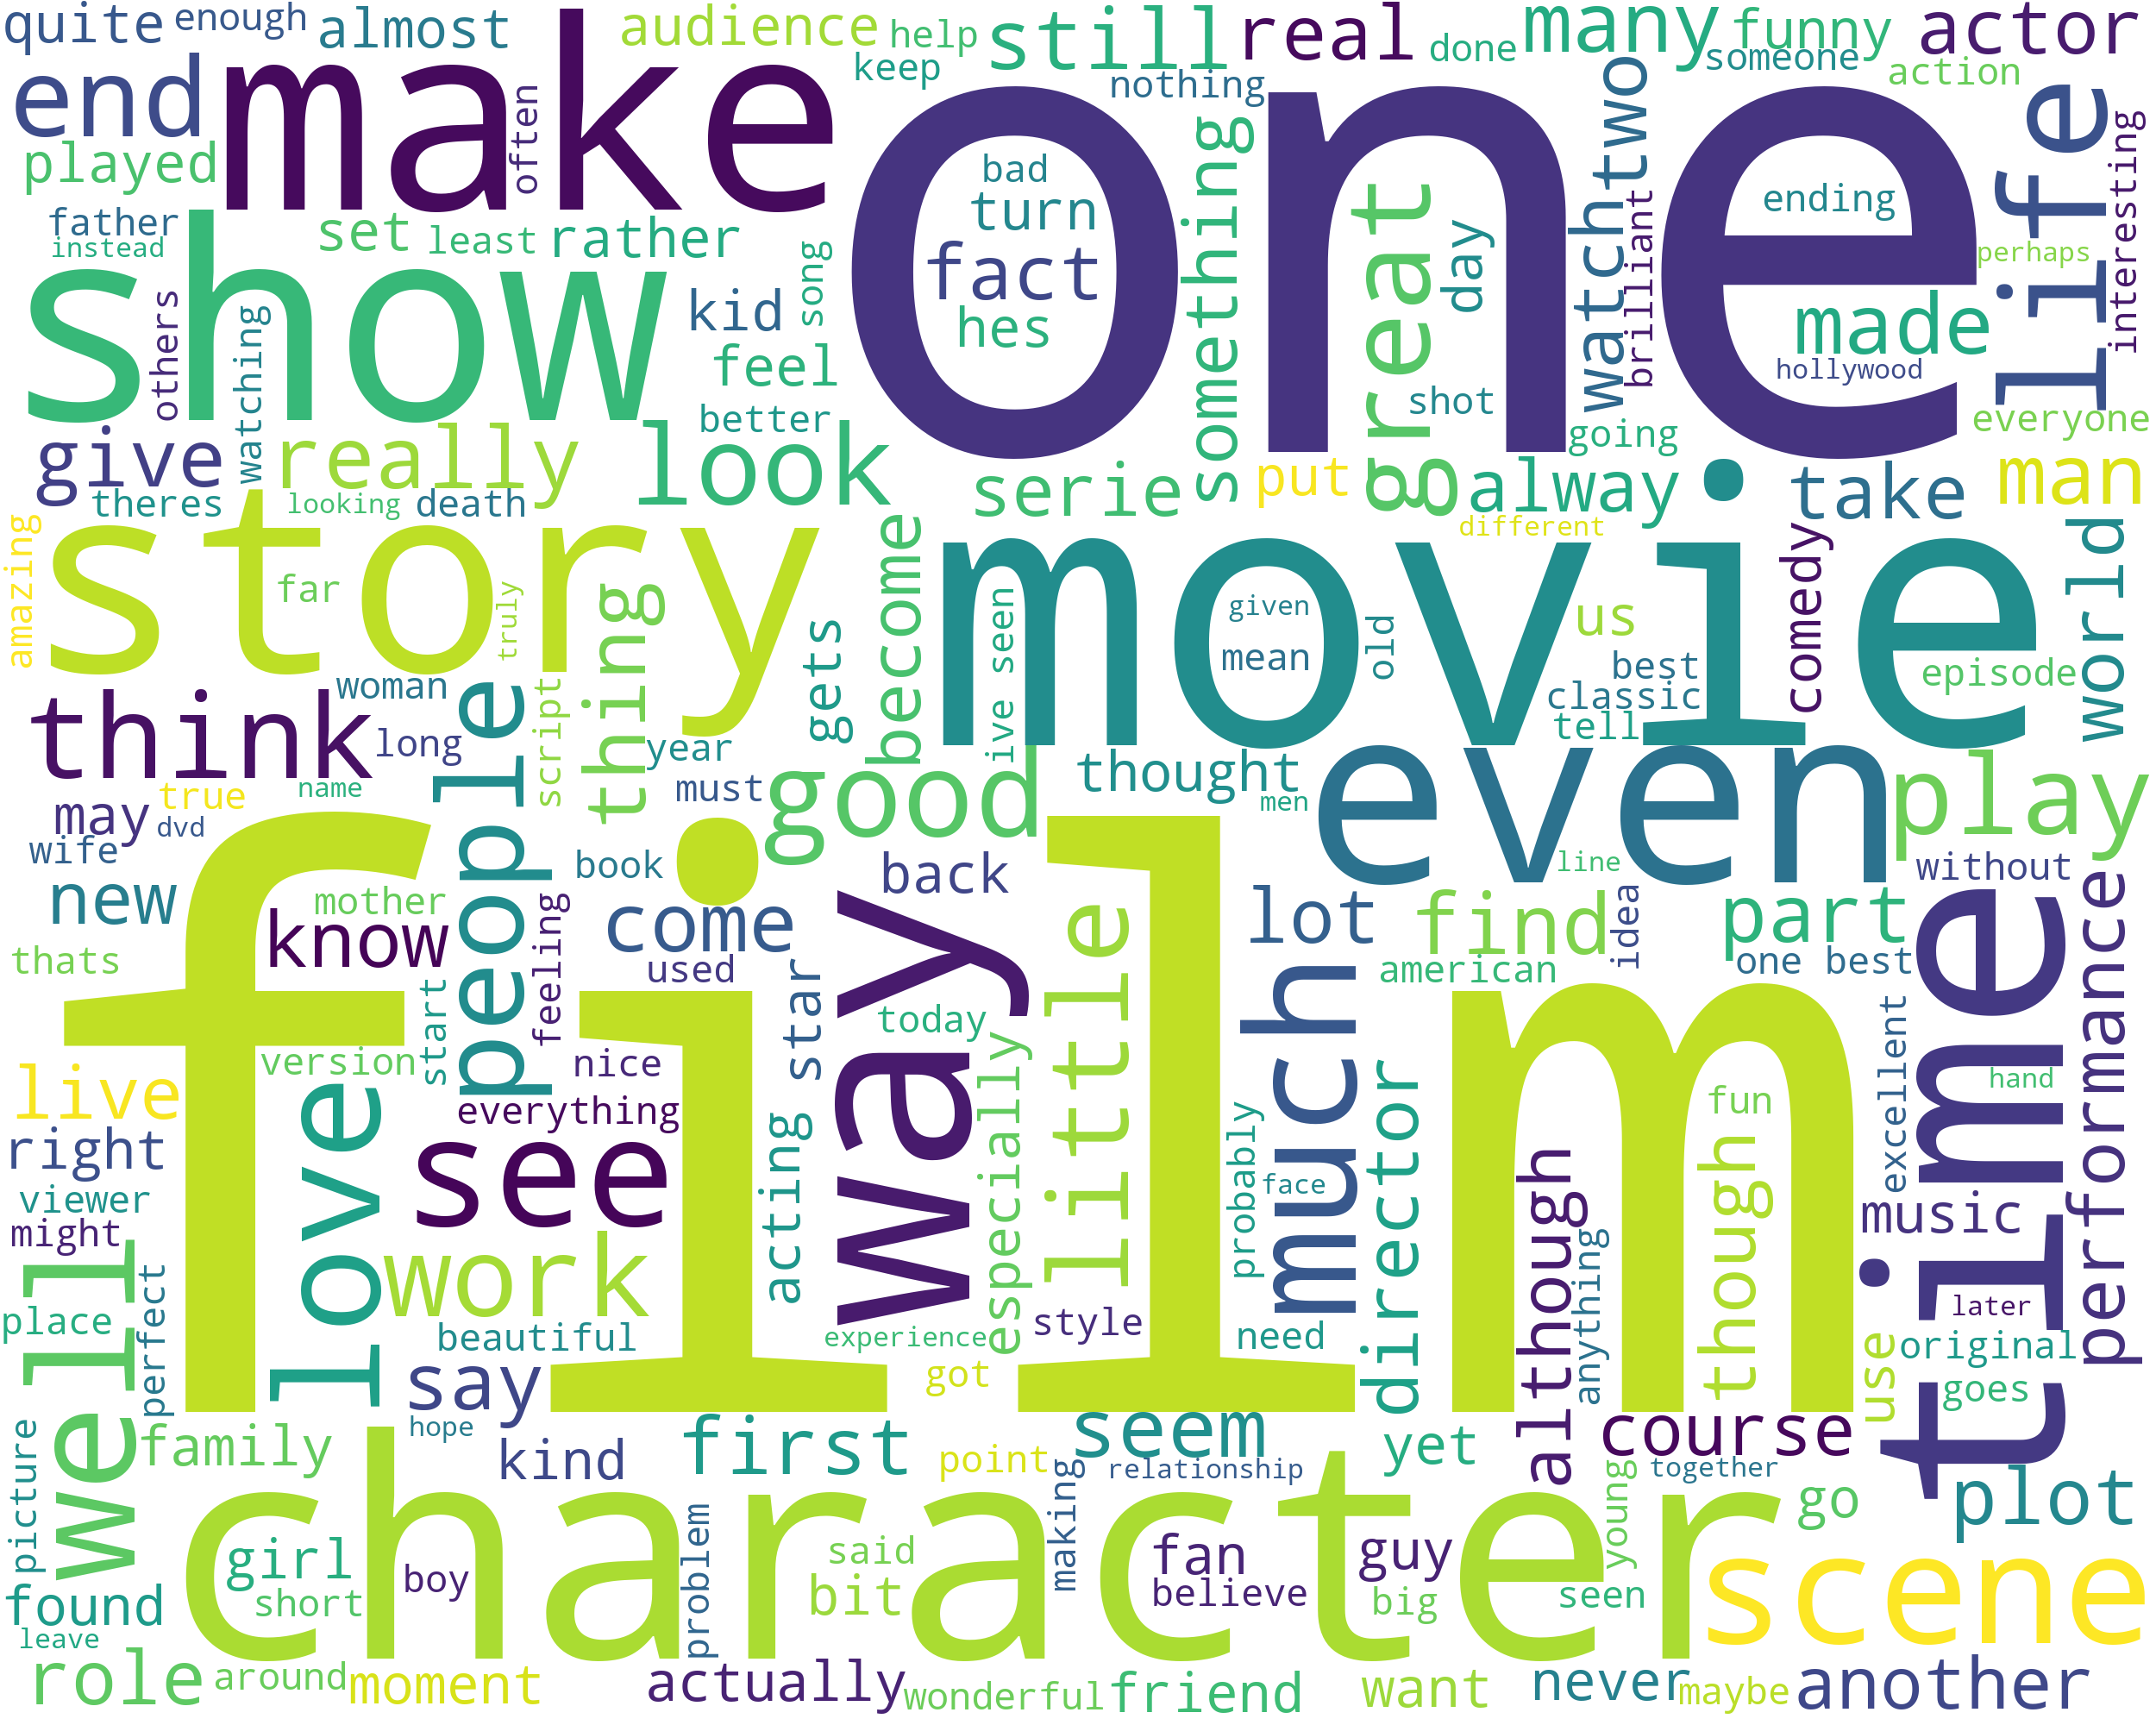 quite
enough
almost
audience
help
still
real
done
many
funny
actor
end
make
keep
nothing
someone
action
one
played
often
something
great
watch
two
life
interesting
father
instead
set
least
rather
song
bad
turn
fact
hes
day
brilliant
ending
perhaps
show
others
watching
kid
feel
better
shot
made
hollywood
everyone
give
really
look
serie
put
alway
going
take
man
theres
looking
death
different
amazing
story
far
truly
thing
gets
become
ive seen
movie
given
mean
old
us
best
classic
tell
comedy
episode
world
think
woman
long
people
script
year
must
good
thought
men
even
play
may
true
name
dvd
wife
new
mother
know
thats
book
come
used
feeling
back
way
little
lot
find
line
idea
part
without
one best
american
much
time
performance
film
start
star
today
version
nice
everything
live
right
viewer
might
love
see
work
acting
especially
probably
face
director
fun
although
though
excellent
hand
music
well
place
perfect
beautiful
experience
style
need
anything
later
original
use
goes
say
got
hope
family
kind
first
point
seem
relationship
making
yet
course
together
plot
picture
character
girl
short
boy
problem
said
bit
fan
believe
guy
big
seen
young
go
scene
found
leave
role
around
moment
actually
wonderful
friend
want
never
maybe
another